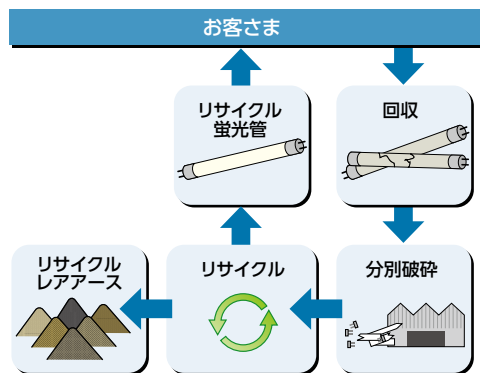 お客さま
リサイクル
蛍光管
回収
リサイクル
レアアース
リサイクル
分別破砕